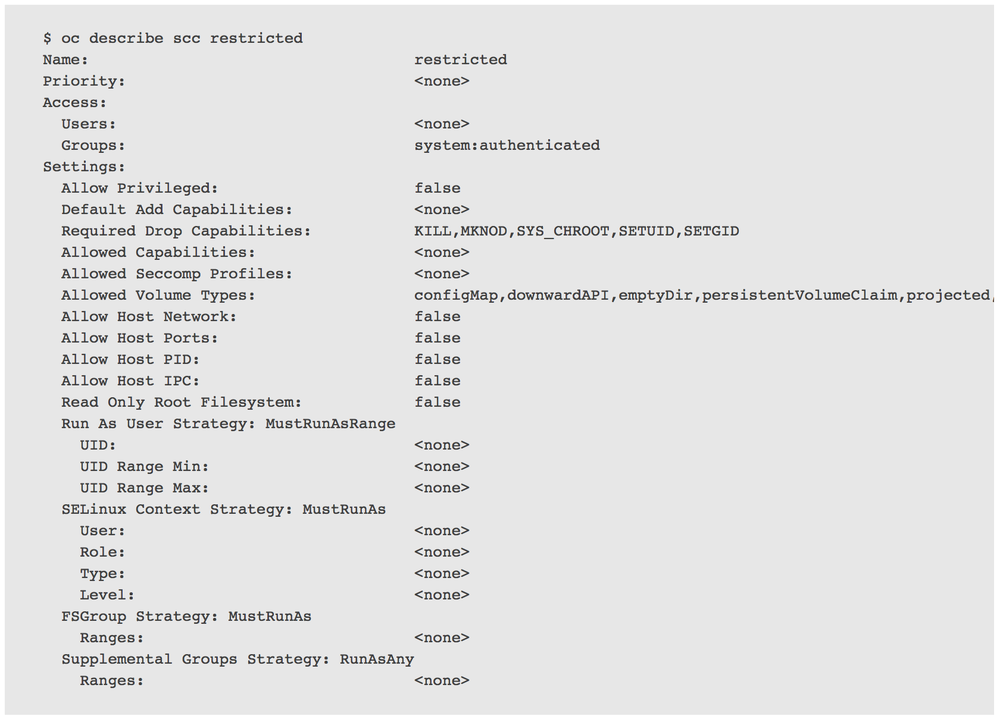 $ oc describe scc restricted
Name:                                   restricted
Priority:                               <none>
Access:
  Users:                                <none>
  Groups:                               system:authenticated
Settings:
  Allow Privileged:                     false
  Default Add Capabilities:             <none>
  Required Drop Capabilities:           KILL,MKNOD,SYS_CHROOT,SETUID,SETGID
  Allowed Capabilities:                 <none>
  Allowed Seccomp Profiles:             <none>
  Allowed Volume Types:                 configMap,downwardAPI,emptyDir,persistentVolumeClaim,projected,
  Allow Host Network:                   false
  Allow Host Ports:                     false
  Allow Host PID:                       false
  Allow Host IPC:                       false
  Read Only Root Filesystem:            false
  Run As User Strategy: MustRunAsRange
    UID:                                <none>
    UID Range Min:                      <none>
    UID Range Max:                      <none>
  SELinux Context Strategy: MustRunAs
    User:                               <none>
    Role:                               <none>
    Type:                               <none>
    Level:                              <none>
  FSGroup Strategy: MustRunAs
    Ranges:                             <none>
  Supplemental Groups Strategy: RunAsAny
    Ranges:                             <none>